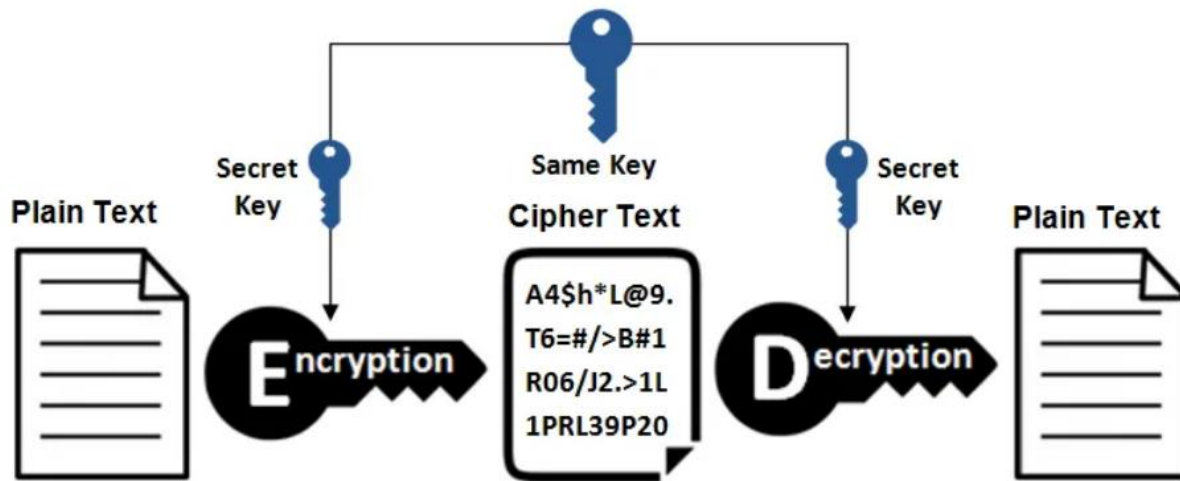 Same Key
Secret
Key
Secret
Key
Plain Text
Cipher Text
Plain Text
Encryption
A4$h*L@9.
T6=#/>B#1
R06/J2.>1L
1PRL39P20
Decryption